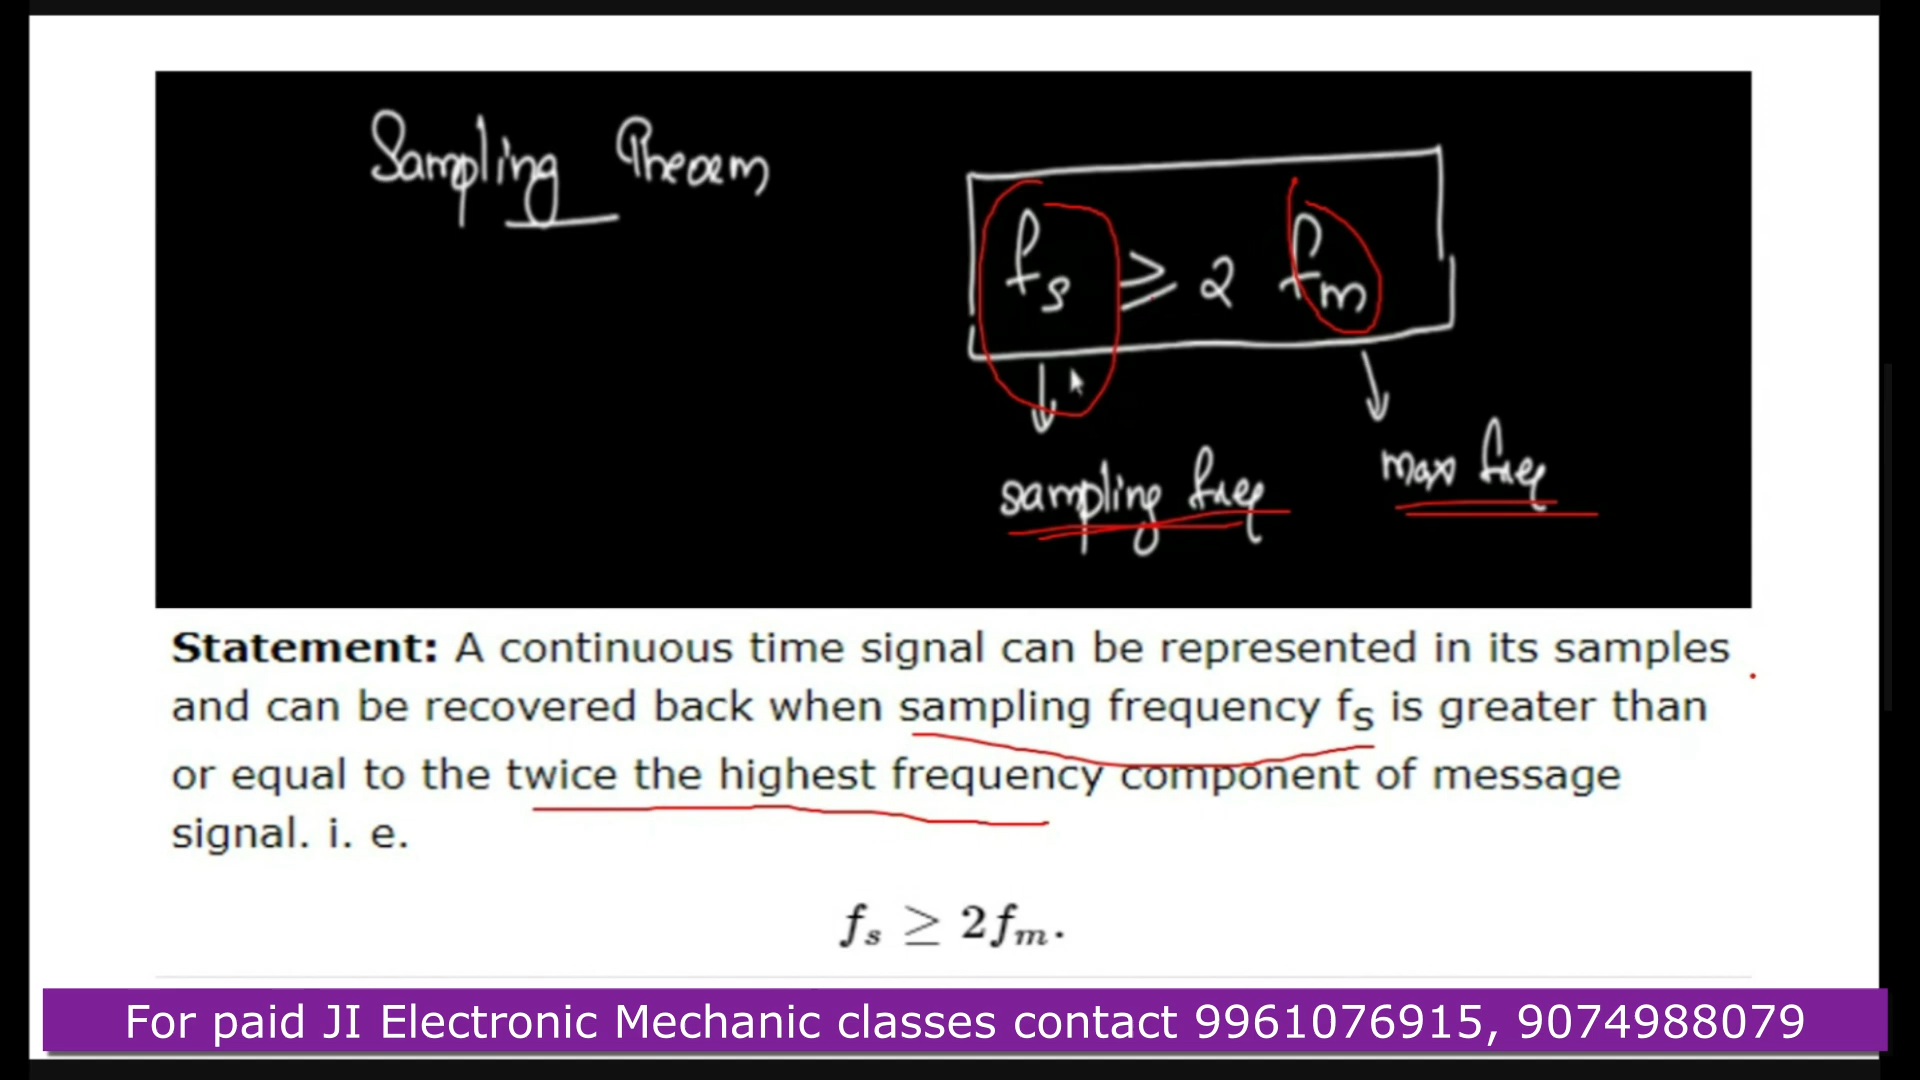 Sampling Theorem
fs ≥ 2 fm
sampling freq
max freq
Statement: A continuous time signal can be represented in its samples
and can be recovered back when sampling frequency fs is greater than
or equal to the twice the highest frequency component of message
signal. i. e.
fs ≥ 2fm.
For paid JI Electronic Mechanic classes contact 9961076915, 9074988079